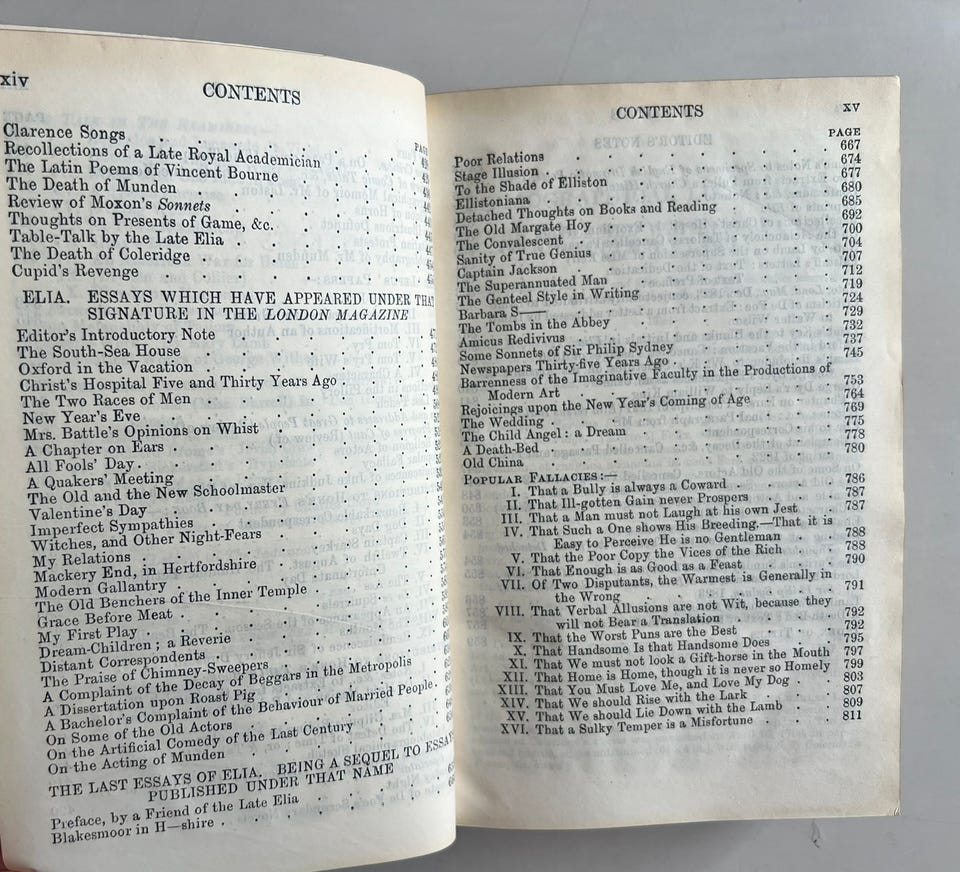 xiv
CONTENTS
PAGE
Clarence Songs
Recollections of a Late Royal Academician
The Latin Poems of Vincent Bourne
The Death of Munden
Review of Moxon's Sonnets
Thoughts on Presents of Game, &c.
Table-Talk by the Late Elia
The Death of Coleridge
Cupid's Revenge
ELIA. ESSAYS WHICH HAVE APPEARED UNDER THAT
SIGNATURE IN THE LONDON MAGAZINE
Editor's Introductory Note
The South-Sea House
Oxford in the Vacation
Christ's Hospital Five and Thirty Years Ago
The Two Races of Men
New Year's Eve
Mrs. Battle's Opinions on Whist
A Chapter on Ears
All Fools' Day
A Quakers' Meeting
The Old and the New Schoolmaster
Valentine's Day
Imperfect Sympathies
Witches, and Other Night-Fears
My Relations
Mackery End, in Hertfordshire
Modern Gallantry
The Old Benchers of the Inner Temple
Grace Before Meat
My First Play
Dream-Children; a Reverie
Distant Correspondents
The Praise of Chimney-Sweepers
A Complaint of the Decay of Beggars in the Metropolis
A Dissertation upon Roast Pig
A Bachelor's Complaint of the Behaviour of Married People
On Some of the Old Actors
On the Artificial Comedy of the Last Century
On the Acting of Munden
THE LAST ESSAYS OF ELIA. BEING A SEQUEL TO ESSAYS
PUBLISHED UNDER THAT NAME
Preface, by a Friend of the Late Elia
Blakesmoor in H—shire
CONTENTS
xv
PAGE
Poor Relations 667
Stage Illusion 674
To the Shade of Elliston 677
Ellistoniana 680
Detached Thoughts on Books and Reading 685
The Old Margate Hoy 692
The Convalescent 700
Sanity of True Genius 704
Captain Jackson 707
The Superannuated Man 712
The Genteel Style in Writing 719
Barbara S—— 724
The Tombs in the Abbey 729
Amicus Redivivus 732
Some Sonnets of Sir Philip Sydney 737
Newspapers Thirty-five Years Ago 745
Barrenness of the Imaginative Faculty in the Productions of
Modern Art 753
Rejoicings upon the New Year's Coming of Age 764
The Wedding 769
The Child Angel: a Dream 775
A Death-Bed 778
Old China 780
POPULAR FALLACIES:—
I. That a Bully is always a Coward 786
II. That Ill-gotten Gain never Prospers 787
III. That a Man must not Laugh at his own Jest 787
IV. That Such a One shows His Breeding.—That it is
Easy to Perceive He is no Gentleman 788
V. That the Poor Copy the Vices of the Rich 788
VI. That Enough is as Good as a Feast 790
VII. Of Two Disputants, the Warmest is Generally in
the Wrong 791
VIII. That Verbal Allusions are not Wit, because they
will not Bear a Translation 792
IX. That the Worst Puns are the Best 792
X. That Handsome Is that Handsome Does 795
XI. That We must not look a Gift-horse in the Mouth 797
XII. That Home is Home, though it is never so Homely 799
XIII. That You Must Love Me, and Love My Dog 803
XIV. That We should Rise with the Lark 807
XV. That We should Lie Down with the Lamb 809
XVI. That a Sulky Temper is a Misfortune 811